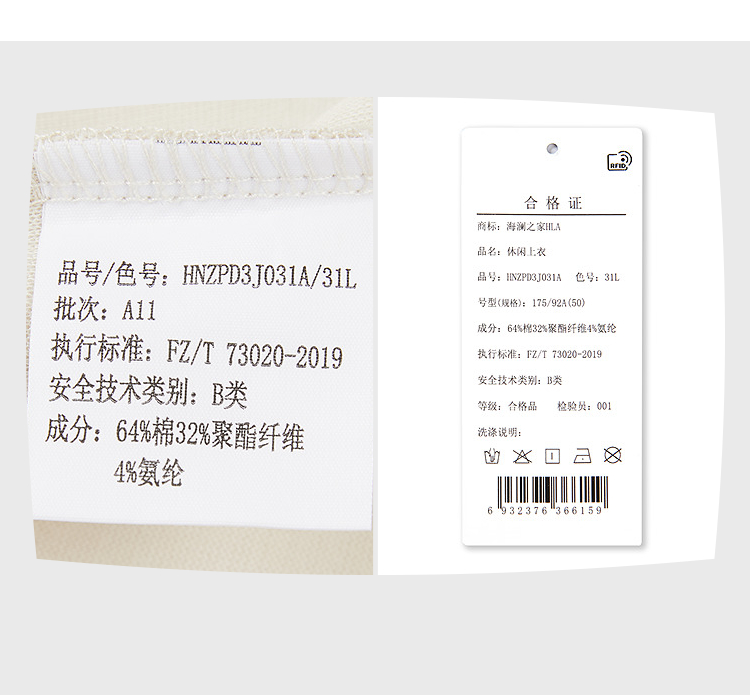 品号/色号：HNZPD3J031A/31L
批次：A11
执行标准：FZ/T 73020-2019
安全技术类别：B类
成分：64%棉32%聚酯纤维
4%氨纶
RFID
合格证
商标：海澜之家HLA
品名：休闲上衣
品号：HNZPD3J031A 色号：31L
号型(规格)：175/92A(50)
成分：64%棉32%聚酯纤维4%氨纶
执行标准：FZ/T 73020-2019
安全技术类别：B类
等级：合格品 检验员：001
洗涤说明：
6 932376 366159